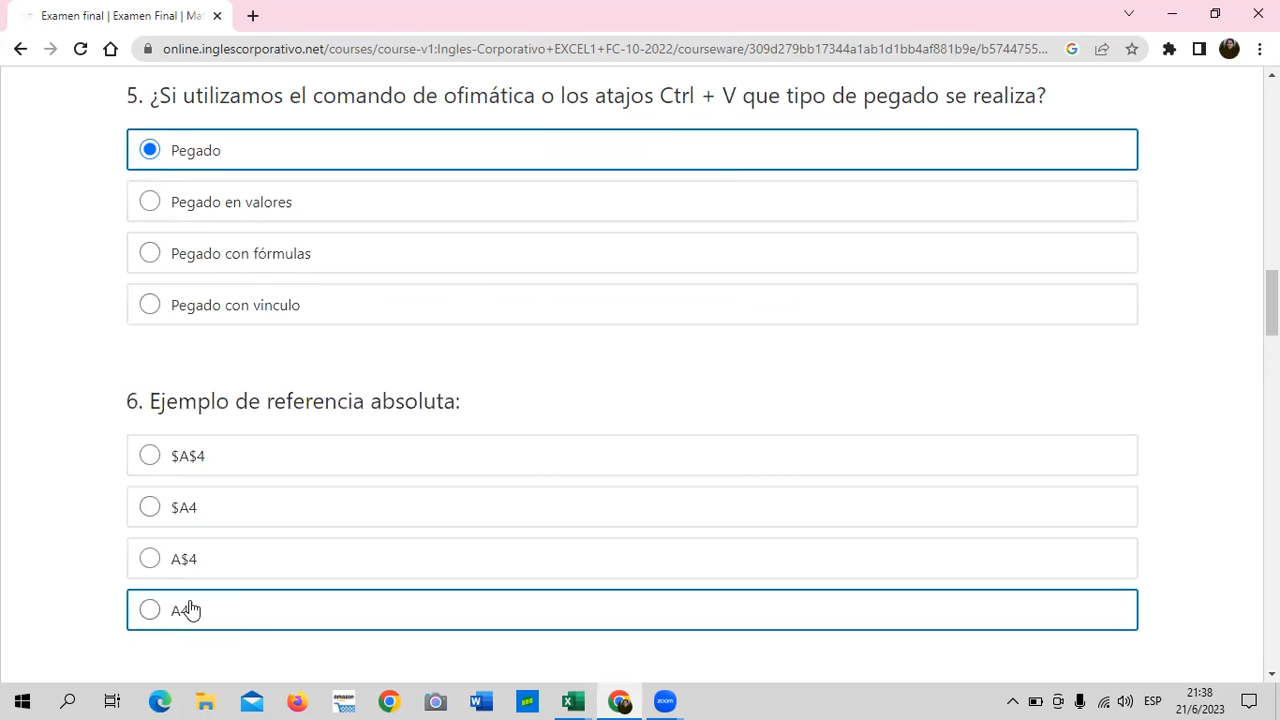 Examen final | Examen Final | Ma
online.inglescorporativo.net/courses/course-v1:Ingles-Corporativo+EXCEL1+FC-10-2022/courseware/309d279bb17344a1ab1d1bb4af881b9e/b5744755...
5. ¿Si utilizamos el comando de ofimática o los atajos Ctrl + V que tipo de pegado se realiza?
Pegado
Pegado en valores
Pegado con fórmulas
Pegado con vinculo
6. Ejemplo de referencia absoluta:
$A$4
$A4
A$4
A4
amazon
zoom
ESP
21:38
21/6/2023